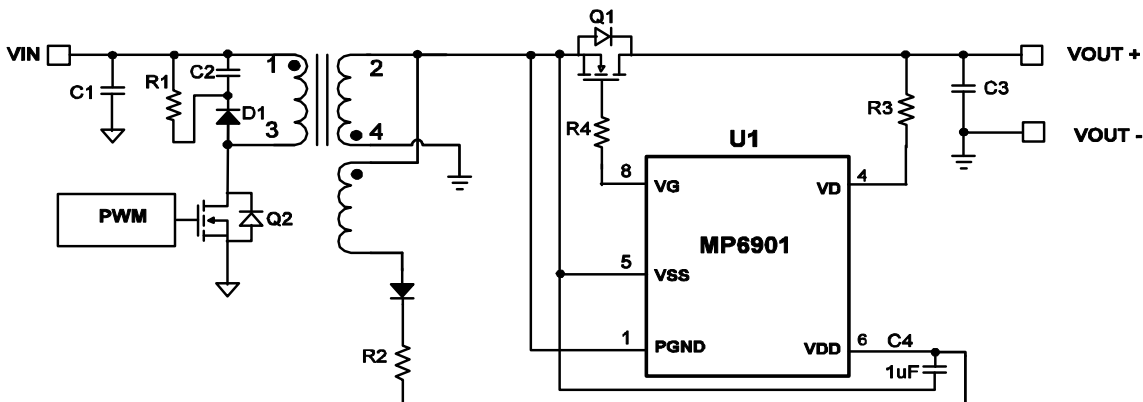 VIN
C1
R1
C2
D1
1
3
2
4
PWM
Q2
R2
Q1
R4
U1
MP6901
8
VG
5
VSS
1
PGND
VD
4
VDD
6
C4
1uF
R3
C3
VOUT +
VOUT -